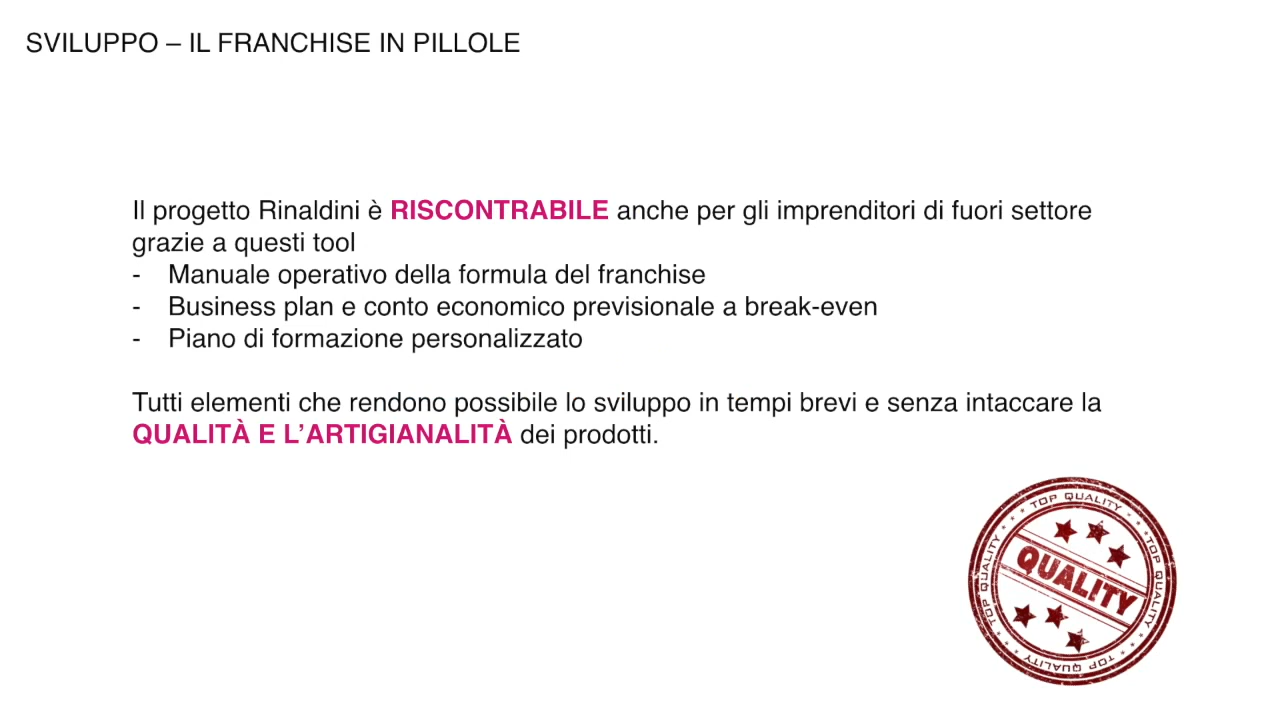 SVILUPPO – IL FRANCHISE IN PILLOLE
Il progetto Rinaldini è RISCONTRABILE anche per gli imprenditori di fuori settore
grazie a questi tool
- Manuale operativo della formula del franchise
- Business plan e conto economico previsionale a break-even
- Piano di formazione personalizzato
Tutti elementi che rendono possibile lo sviluppo in tempi brevi e senza intaccare la
QUALITÀ E L’ARTIGIANALITÀ dei prodotti.
TOP QUALITY
TOP QUALITY
QUALITY
TOP QUALITY
TOP QUALITY